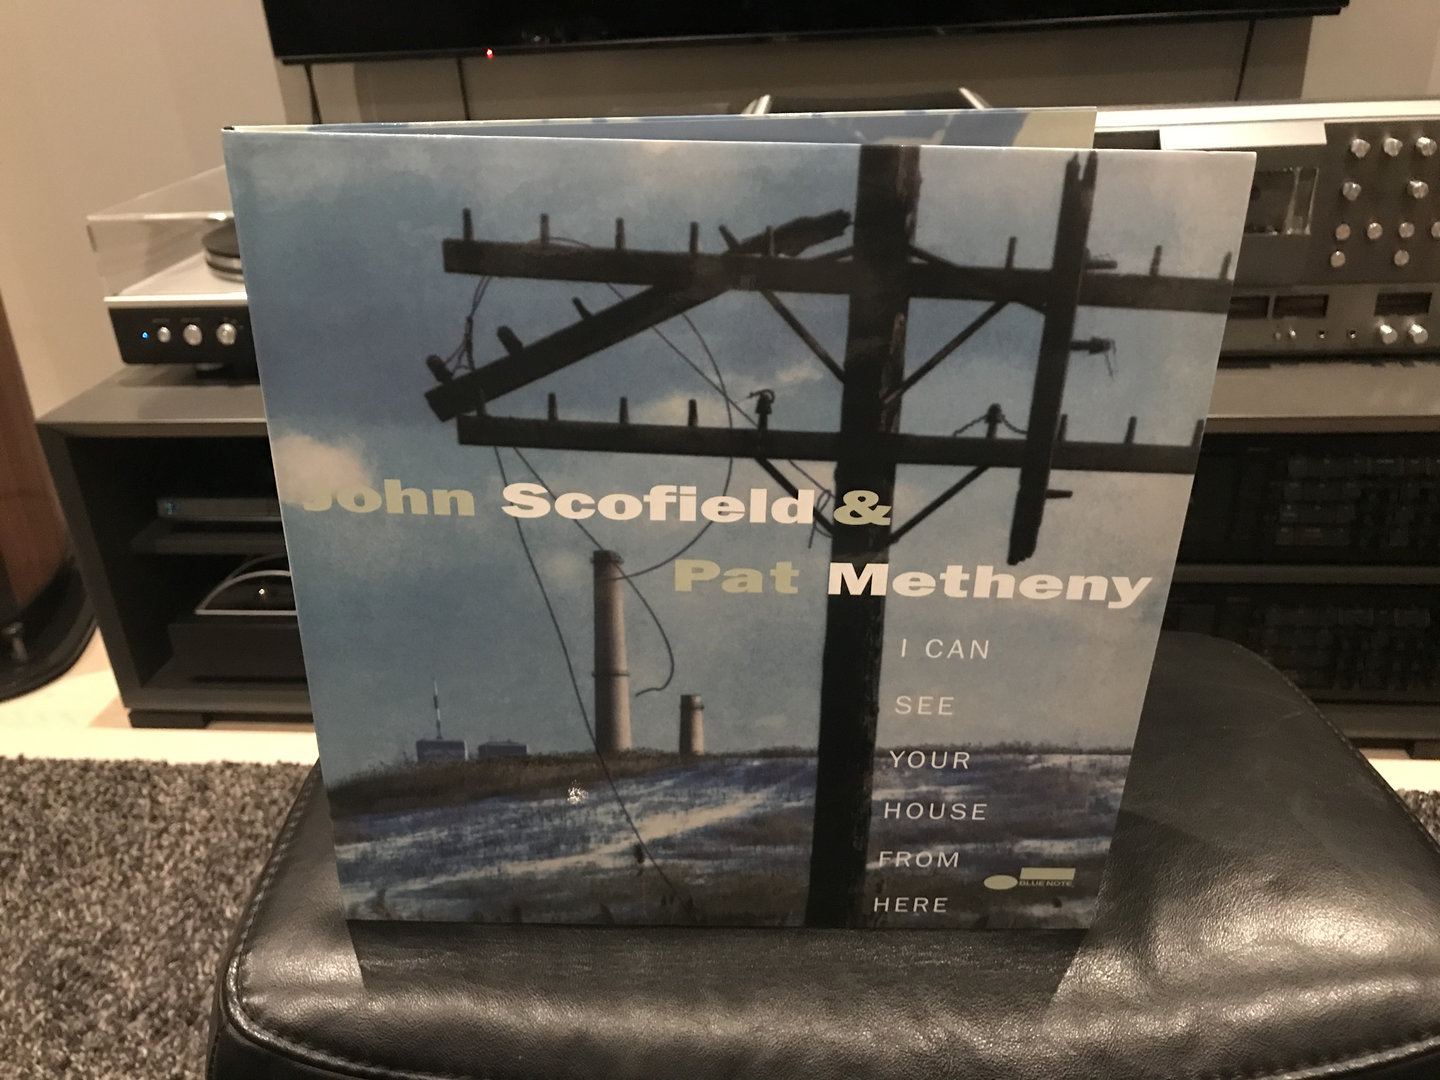 John Scofield &
Pat Metheny
I CAN
SEE
YOUR
HOUSE
FROM
HERE
BLUE NOTE